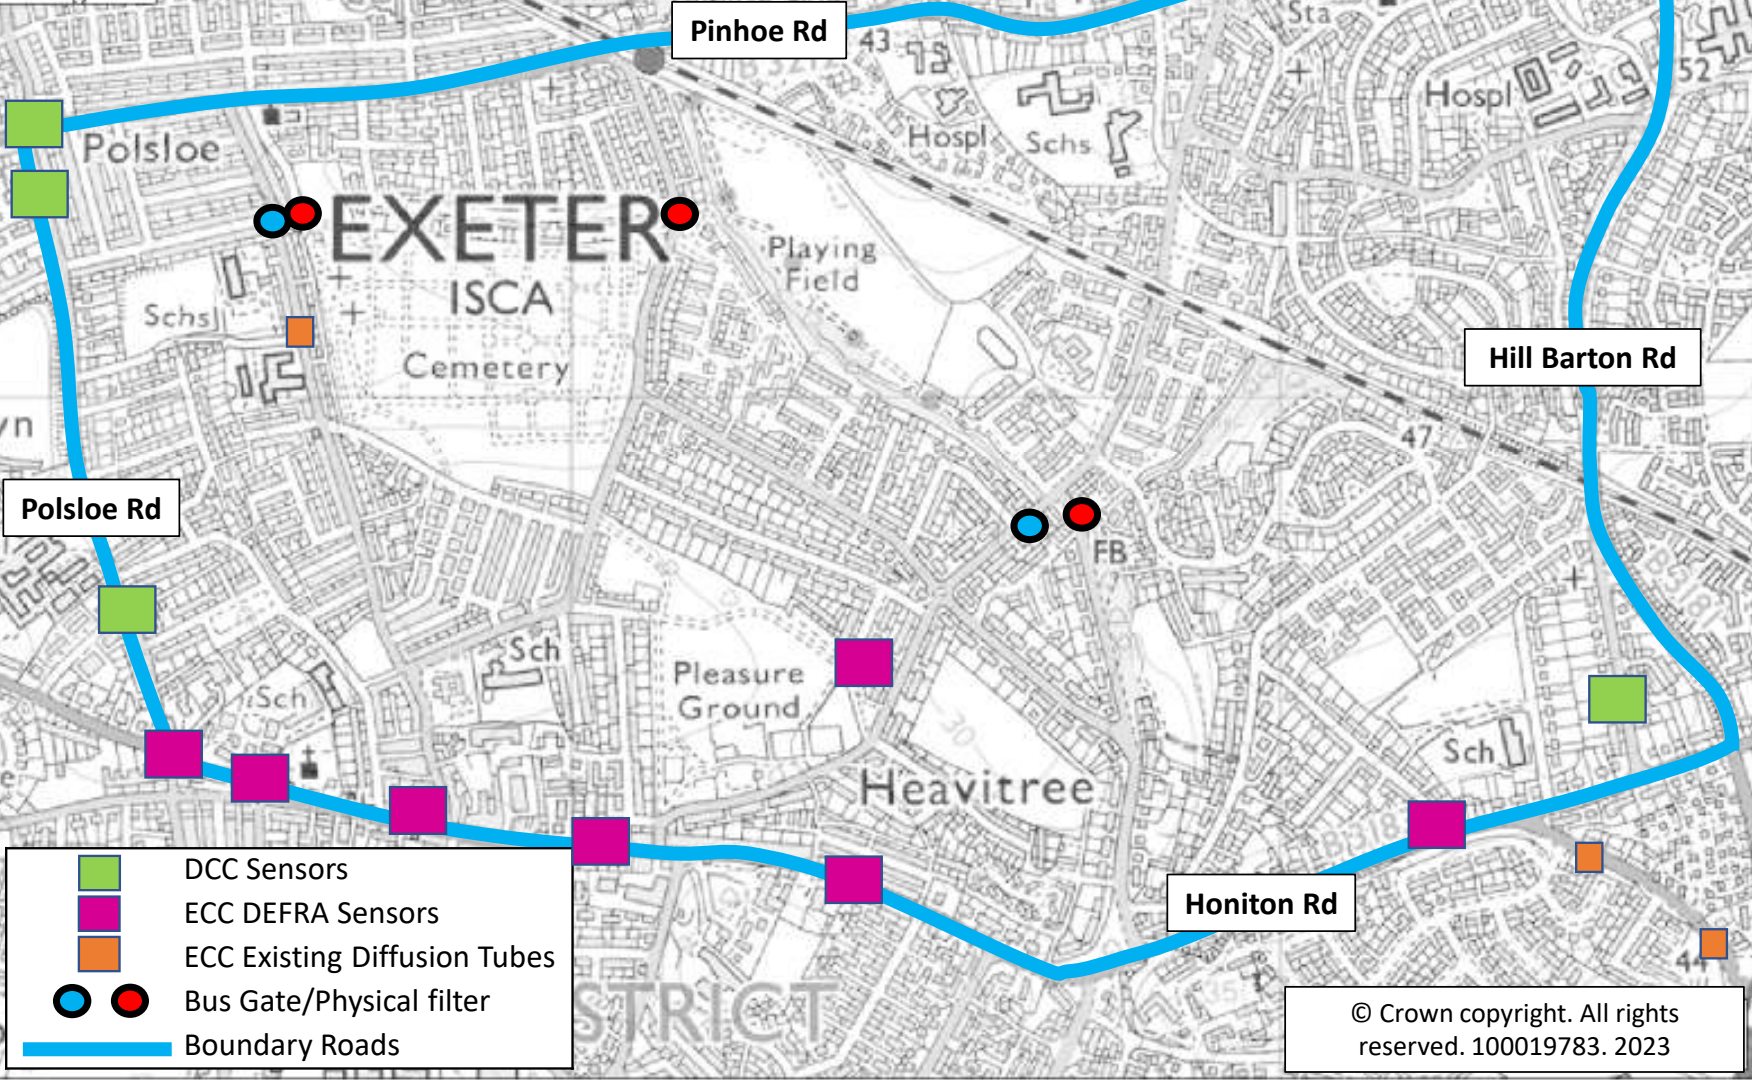 Pinhoe Rd
43
Sta
52
Hospl
Polsloe
Hospl
Schs
EXETER
ISCA
Playing
Field
Schs
Cemetery
Hill Barton Rd
47
Polsloe Rd
FB
Sch
Pleasure
Ground
Sch
30
Sch
Heavitree
Honiton Rd
DCC Sensors
ECC DEFRA Sensors
ECC Existing Diffusion Tubes
Bus Gate/Physical filter
Boundary Roads
STRICT
44
© Crown copyright. All rights
reserved. 100019783. 2023